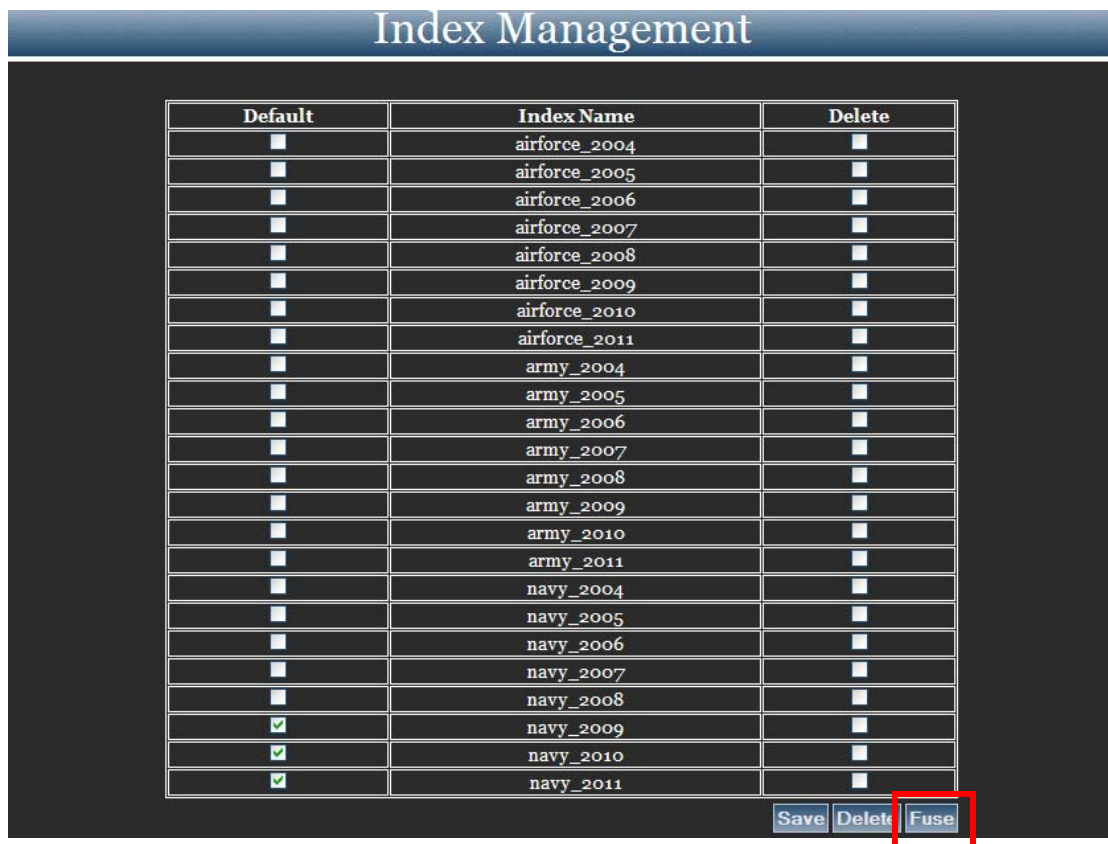 Index Management
Default Index Name Delete
airforce_2004
airforce_2005
airforce_2006
airforce_2007
airforce_2008
airforce_2009
airforce_2010
airforce_2011
army_2004
army_2005
army_2006
army_2007
army_2008
army_2009
army_2010
army_2011
navy_2004
navy_2005
navy_2006
navy_2007
navy_2008
navy_2009
navy_2010
navy_2011
Save Delete Fuse